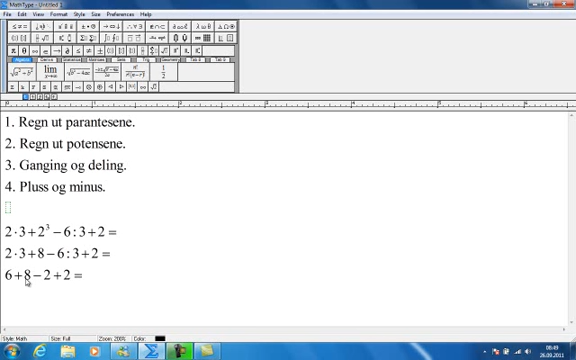 MathType - Untitled 1
File Edit View Format Style Size Preferences Help
1. Regn ut parantesene.
2. Regn ut potensene.
3. Ganging og deling.
4. Pluss og minus.
2·3+2³−6:3+2=
2·3+8−6:3+2=
6+8−2+2=
Style: Math Size: Full Zoom: 200% Color:
08:49
26.09.2011